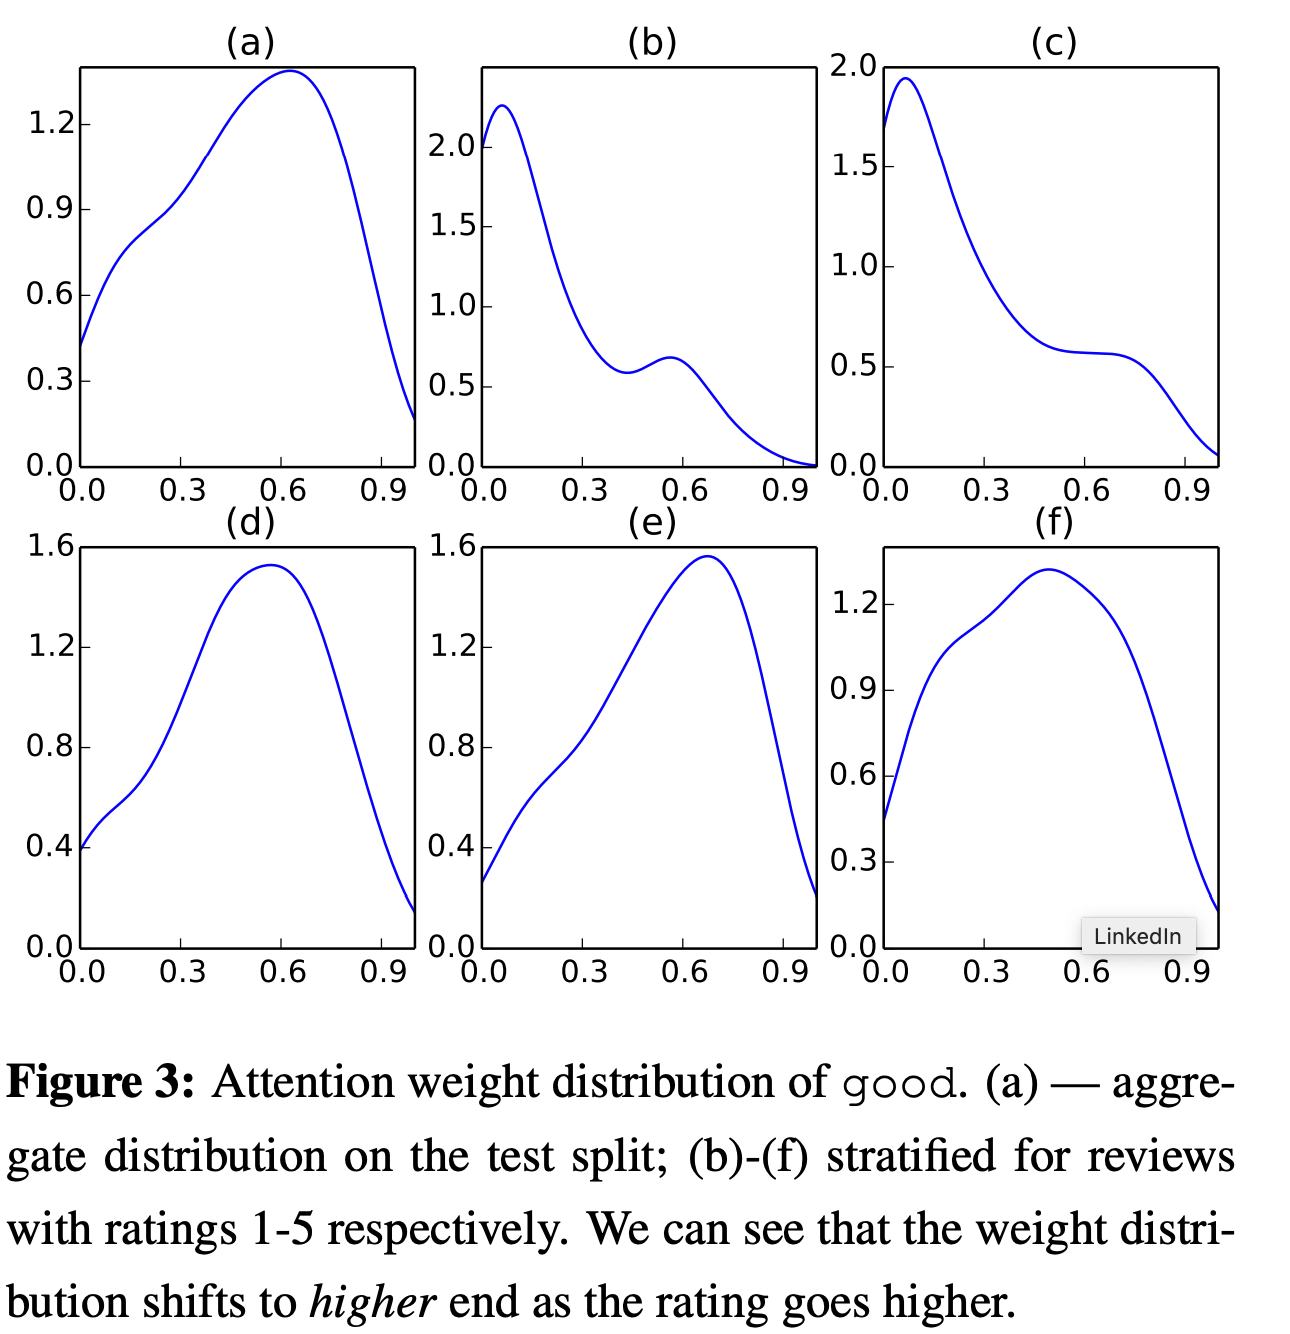 (a) (b) (c)
1.2
0.9
0.6
0.3
0.0
0.0 0.3 0.6 0.9
2.0
1.5
1.0
0.5
0.0
0.0 0.3 0.6 0.9
2.0
1.5
1.0
0.5
0.0
0.0 0.3 0.6 0.9
(d) (e) (f)
1.6
1.2
0.8
0.4
0.0
0.0 0.3 0.6 0.9
1.6
1.2
0.8
0.4
0.0
0.0 0.3 0.6 0.9
1.2
0.9
0.6
0.3
0.0
0.0 0.3 0.6 0.9
LinkedIn
Figure 3: Attention weight distribution of good. (a) — aggre-
gate distribution on the test split; (b)-(f) stratified for reviews
with ratings 1-5 respectively. We can see that the weight distri-
bution shifts to higher end as the rating goes higher.